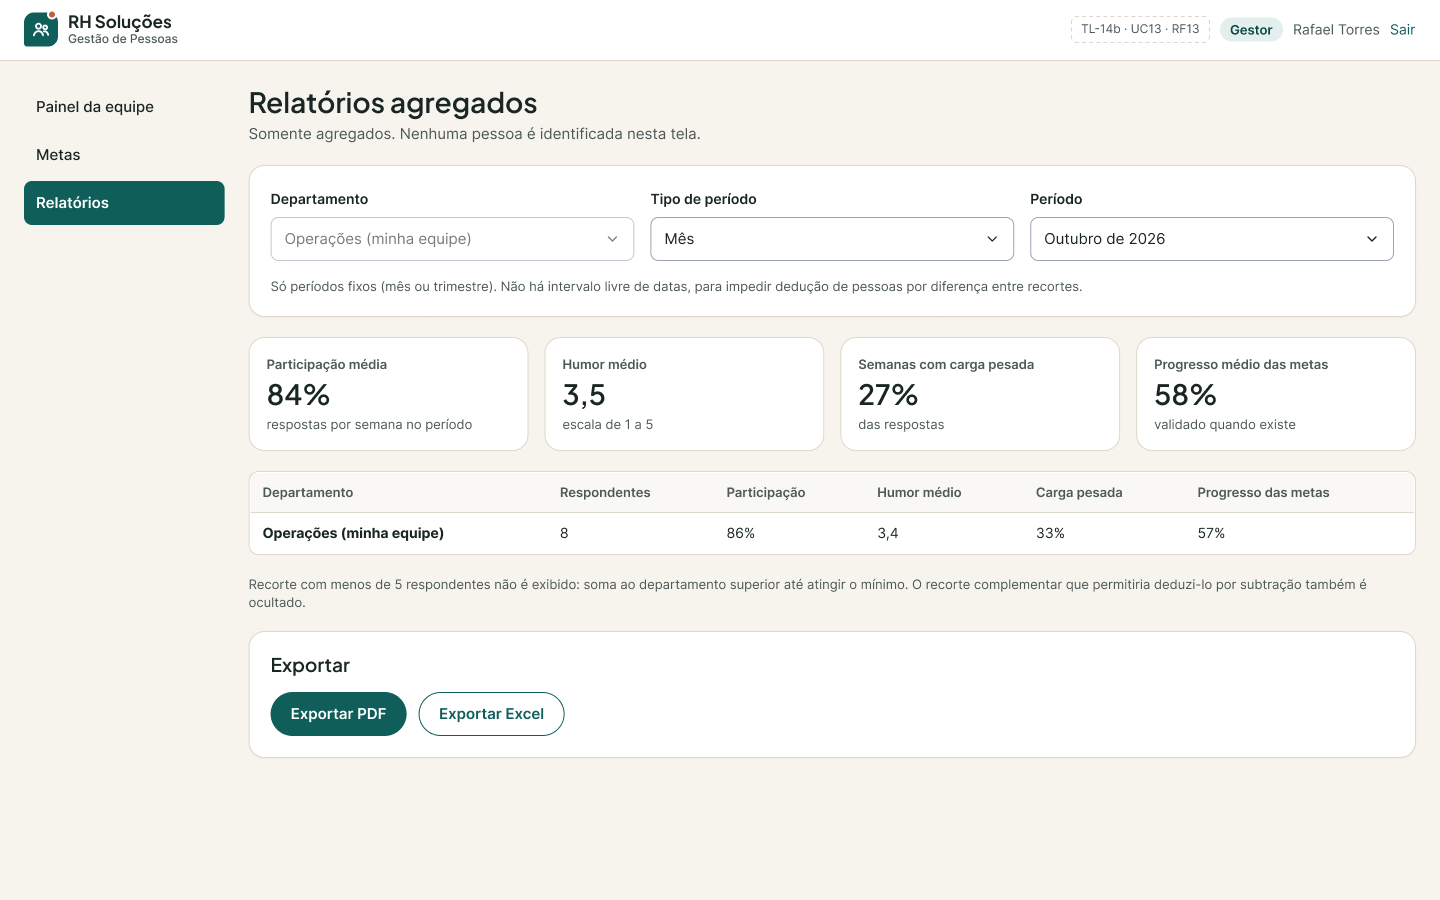 RH Soluções
Gestão de Pessoas
TL-14b · UC13 · RF13
Gestor
Rafael Torres
Sair
Painel da equipe
Metas
Relatórios
Relatórios agregados
Somente agregados. Nenhuma pessoa é identificada nesta tela.
Departamento
Tipo de período
Período
Operações (minha equipe)
Mês
Outubro de 2026
Só períodos fixos (mês ou trimestre). Não há intervalo livre de datas, para impedir dedução de pessoas por diferença entre recortes.
Participação média
84%
respostas por semana no período
Humor médio
3,5
escala de 1 a 5
Semanas com carga pesada
27%
das respostas
Progresso médio das metas
58%
validado quando existe
Departamento Respondentes Participação Humor médio Carga pesada Progresso das metas
Operações (minha equipe) 8 86% 3,4 33% 57%
Recorte com menos de 5 respondentes não é exibido: soma ao departamento superior até atingir o mínimo. O recorte complementar que permitiria deduzi-lo por subtração também é
ocultado.
Exportar
Exportar PDF
Exportar Excel